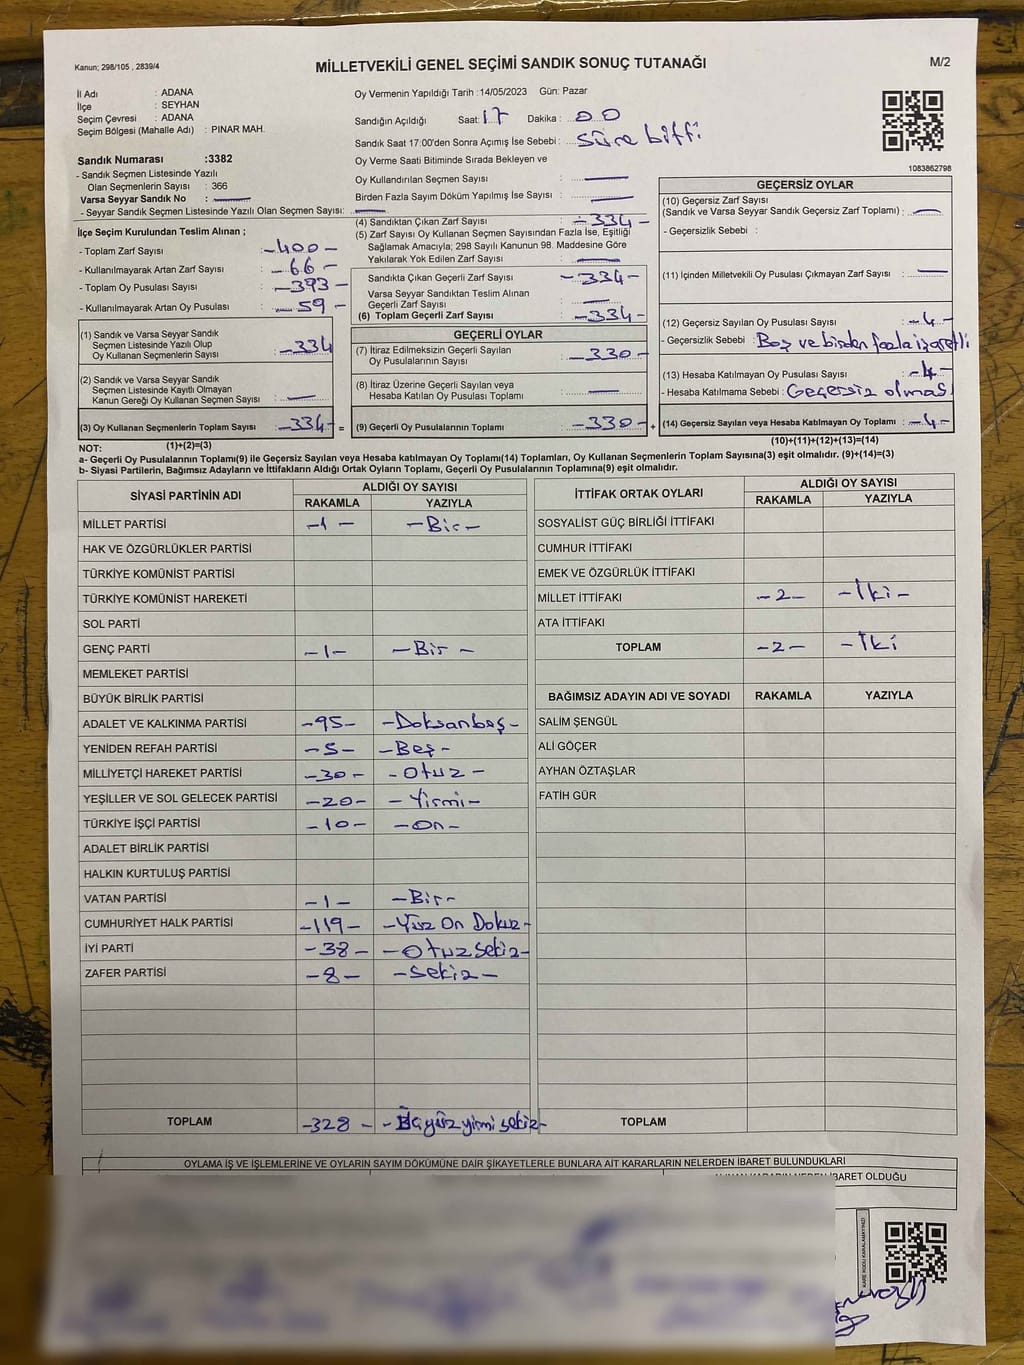 Kanun; 298/105 , 2839/4
MİLLETVEKİLİ GENEL SEÇİMİ SANDIK SONUÇ TUTANAĞI
M/2
İl Adı : ADANA
İlçe : SEYHAN
Seçim Çevresi : ADANA
Seçim Bölgesi (Mahalle Adı) : PINAR MAH.
Sandık Numarası :3382
- Sandık Seçmen Listesinde Yazılı
Olan Seçmenlerin Sayısı : 366
Varsa Seyyar Sandık No :
- Seyyar Sandık Seçmen Listesinde Yazılı Olan Seçmen Sayısı:
Oy Vermenin Yapıldığı Tarih :14/05/2023 Gün: Pazar
Sandığın Açıldığı Saat: 17 Dakika : 00
Sandık Saat 17:00'den Sonra Açımış İse Sebebi : Süre bitti
Oy Verme Saati Bitiminde Sırada Bekleyen ve
Oy Kullandırılan Seçmen Sayısı :
Birden Fazla Sayım Döküm Yapılmış İse Sayısı :
1083862798
İlçe Seçim Kurulundan Teslim Alınan ;
- Toplam Zarf Sayısı : -400-
- Kullanılmayarak Artan Zarf Sayısı : -66-
- Toplam Oy Pusulası Sayısı : -393-
- Kullanılmayarak Artan Oy Pusulası : -59-
(1) Sandık ve Varsa Seyyar Sandık
Seçmen Listesinde Yazılı Olup
Oy Kullanan Seçmenlerin Sayısı : -334
(2) Sandık ve Varsa Seyyar Sandık
Seçmen Listesinde Kayıtlı Olmayan
Kanun Gereği Oy Kullanan Seçmen Sayısı : —
(3) Oy Kullanan Seçmenlerin Toplam Sayısı : -334- =
(1)+(2)=(3)
(4) Sandıktan Çıkan Zarf Sayısı : -334-
(5) Zarf Sayısı Oy Kullanan Seçmen Sayısından Fazla İse, Eşitliği
Sağlamak Amacıyla; 298 Sayılı Kanunun 98. Maddesine Göre
Yakılarak Yok Edilen Zarf Sayısı : —
Sandıkta Çıkan Geçerli Zarf Sayısı : -334-
Varsa Seyyar Sandıktan Teslim Alınan
Geçerli Zarf Sayısı : —
(6) Toplam Geçerli Zarf Sayısı : -334-
GEÇERLİ OYLAR
(7) İtiraz Edilmeksizin Geçerli Sayılan
Oy Pusulalarının Sayısı : -330-
(8) İtiraz Üzerine Geçerli Sayılan veya
Hesaba Katılan Oy Pusulası Toplamı : —
(9) Geçerli Oy Pusulalarının Toplamı : -330- +
GEÇERSİZ OYLAR
(10) Geçersiz Zarf Sayısı
(Sandık ve Varsa Seyyar Sandık Geçersiz Zarf Toplamı) : —
- Geçersizlik Sebebi :
(11) İçinden Milletvekili Oy Pusulası Çıkmayan Zarf Sayısı : —
(12) Geçersiz Sayılan Oy Pusulası Sayısı : -4-
- Geçersizlik Sebebi : Boş ve birden fazla işaretli
(13) Hesaba Katılmayan Oy Pusulası Sayısı : -4-
- Hesaba Katılmama Sebebi : Geçersiz olması
(14) Geçersiz Sayılan veya Hesaba Katılmayan Oy Toplamı : -4-
(10)+(11)+(12)+(13)=(14)
NOT:
a- Geçerli Oy Pusulalarının Toplamı(9) ile Geçersiz Sayılan veya Hesaba katılmayan Oy Toplamı(14) Toplamları, Oy Kullanan Seçmenlerin Toplam Sayısına(3) eşit olmalıdır. (9)+(14)=(3)
b- Siyasi Partilerin, Bağımsız Adayların ve İttifakların Aldığı Ortak Oyların Toplamı, Geçerli Oy Pusulalarının Toplamına(9) eşit olmalıdır.
SİYASİ PARTİNİN ADI ALDIĞI OY SAYISI
RAKAMLA YAZIYLA
MİLLET PARTİSİ -1- -Bir-
HAK VE ÖZGÜRLÜKLER PARTİSİ
TÜRKİYE KOMÜNİST PARTİSİ
TÜRKİYE KOMÜNİST HAREKETİ
SOL PARTİ
GENÇ PARTİ -1- -Bir-
MEMLEKET PARTİSİ
BÜYÜK BİRLİK PARTİSİ
ADALET VE KALKINMA PARTİSİ -95- -Doksanbeş-
YENİDEN REFAH PARTİSİ -5- -Beş-
MİLLİYETÇİ HAREKET PARTİSİ -30- -Otuz-
YEŞİLLER VE SOL GELECEK PARTİSİ -20- -Yirmi-
TÜRKİYE İŞÇİ PARTİSİ -10- -On-
ADALET BİRLİK PARTİSİ
HALKIN KURTULUŞ PARTİSİ
VATAN PARTİSİ -1- -Bir-
CUMHURİYET HALK PARTİSİ -119- -Yüz On Dokuz-
İYİ PARTİ -38- -Otuz sekiz-
ZAFER PARTİSİ -8- -sekiz-
TOPLAM -328- -Üçyüz yirmi sekiz-
İTTİFAK ORTAK OYLARI ALDIĞI OY SAYISI
RAKAMLA YAZIYLA
SOSYALİST GÜÇ BİRLİĞİ İTTİFAKI
CUMHUR İTTİFAKI
EMEK VE ÖZGÜRLÜK İTTİFAKI
MİLLET İTTİFAKI -2- -İki-
ATA İTTİFAKI
TOPLAM -2- -İki
BAĞIMSIZ ADAYIN ADI VE SOYADI RAKAMLA YAZIYLA
SALİM ŞENGÜL
ALİ GÖÇER
AYHAN ÖZTAŞLAR
FATİH GÜR
TOPLAM
OYLAMA İŞ VE İŞLEMLERİNE VE OYLARIN SAYIM DÖKÜMÜNE DAİR ŞİKAYETLERLE BUNLARA AİT KARARLARIN NELERDEN İBARET BULUNDUKLARI
İBARET OLDUĞU
KARE KODU KARALAMAYINIZ!